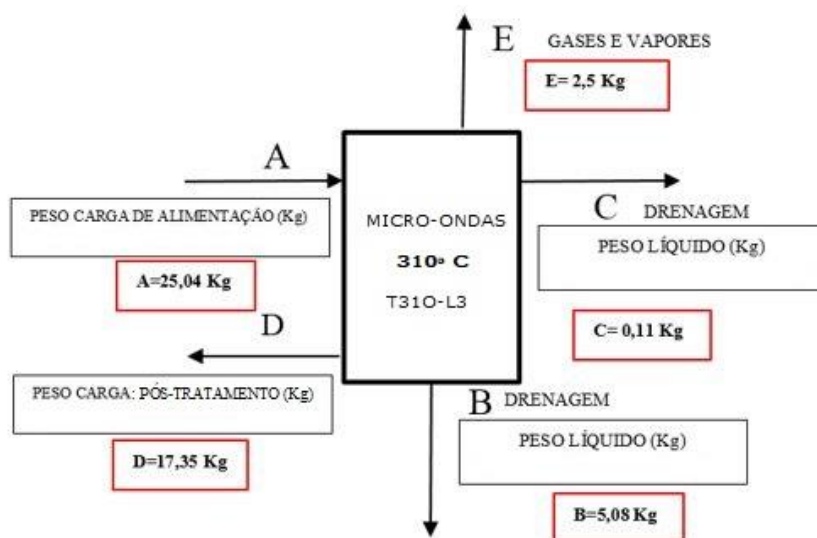 E
GASES E VAPORES
E= 2,5 Kg
A
PESO CARGA DE ALIMENTAÇÃO (Kg)
A=25,04 Kg
MICRO-ONDAS
310º C
T31O-L3
C
DRENAGEM
PESO LÍQUIDO (Kg)
C= 0,11 Kg
D
PESO CARGA: PÓS-TRATAMENTO (Kg)
D=17,35 Kg
B
DRENAGEM
PESO LÍQUIDO (Kg)
B=5,08 Kg